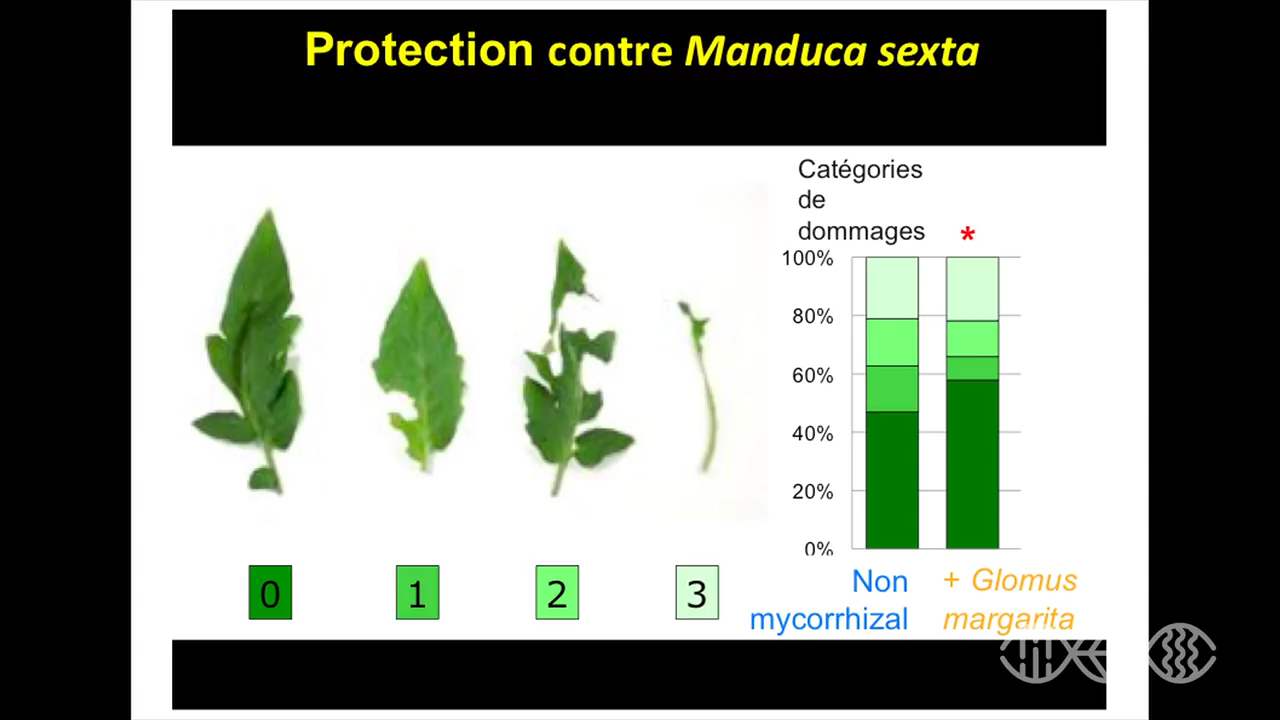 Protection contre Manduca sexta
Catégories
de
dommages
*
100%
80%
60%
40%
20%
0%
0
1
2
3
Non
mycorrhizal
+ Glomus
margarita